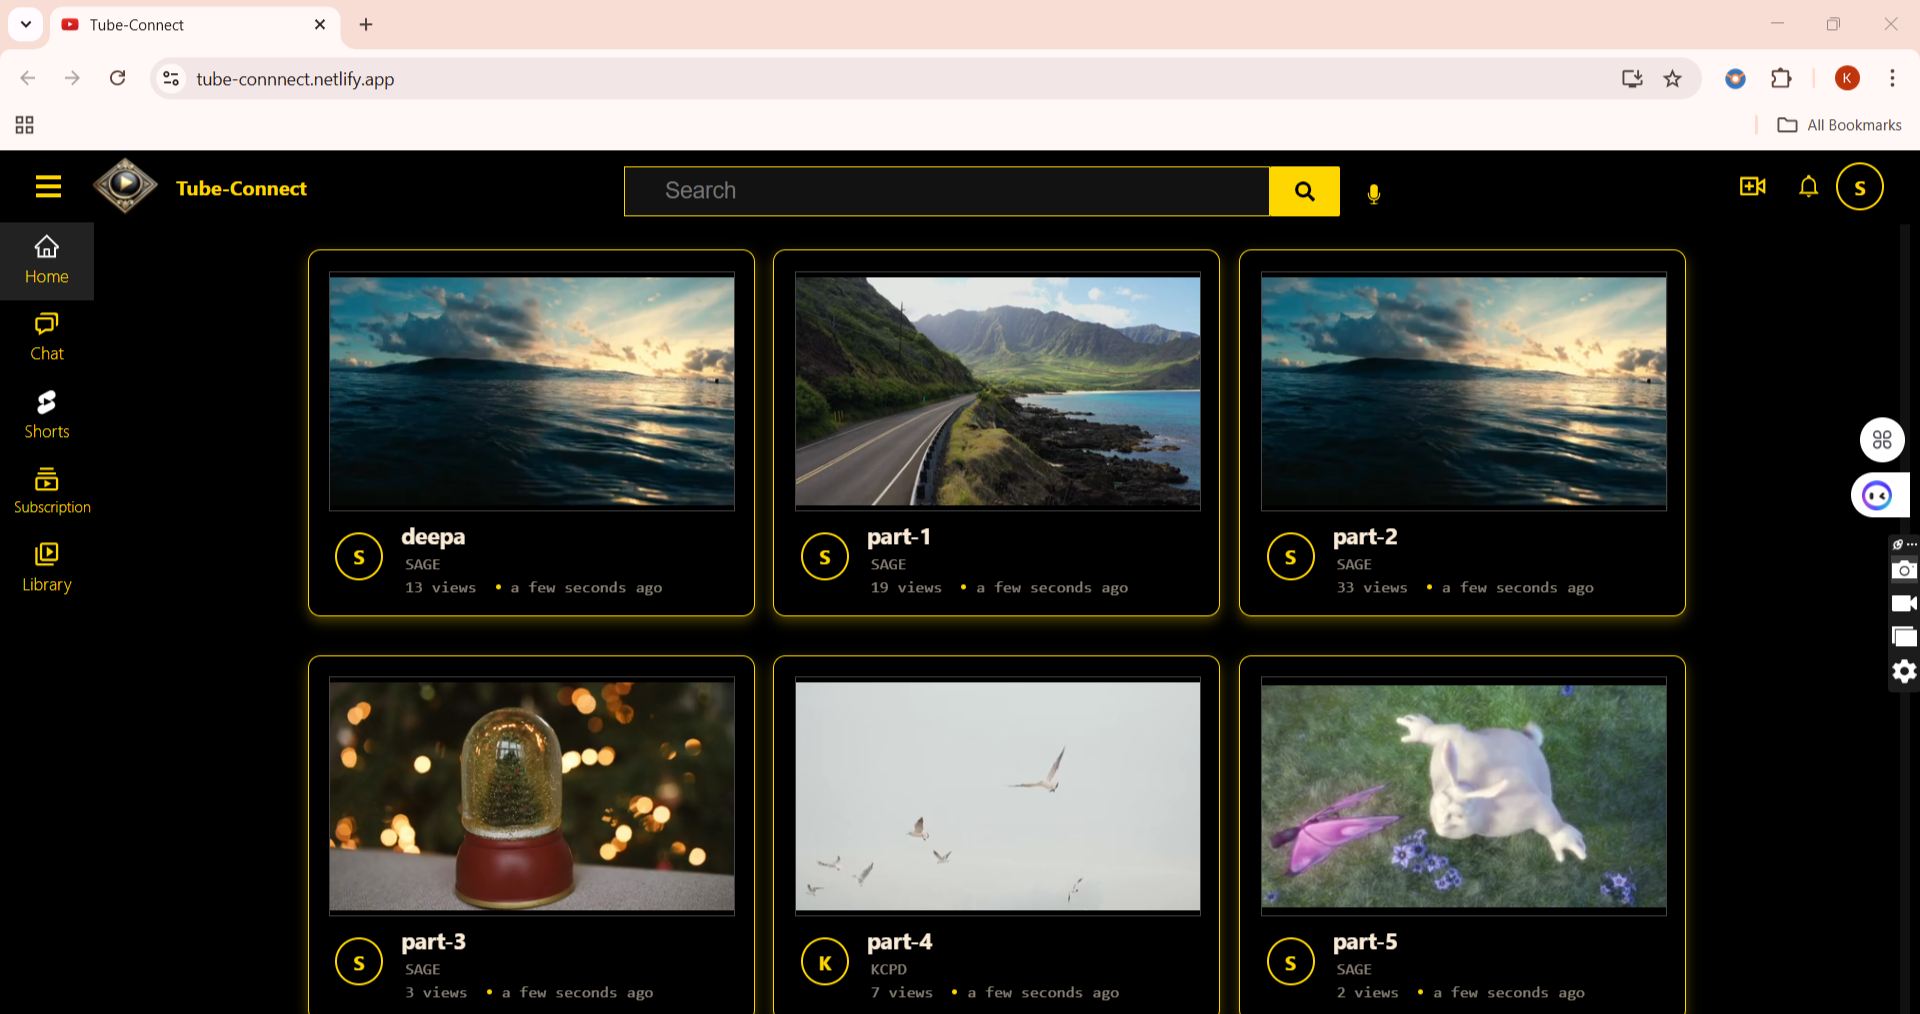 Tube-Connect
tube-connnect.netlify.app
K
All Bookmarks
Tube-Connect
Search
S
Home
Chat
Shorts
Subscription
Library
S
deepa
SAGE
13 views • a few seconds ago
S
part-1
SAGE
19 views • a few seconds ago
S
part-2
SAGE
33 views • a few seconds ago
S
part-3
SAGE
3 views • a few seconds ago
K
part-4
KCPD
7 views • a few seconds ago
S
part-5
SAGE
2 views • a few seconds ago